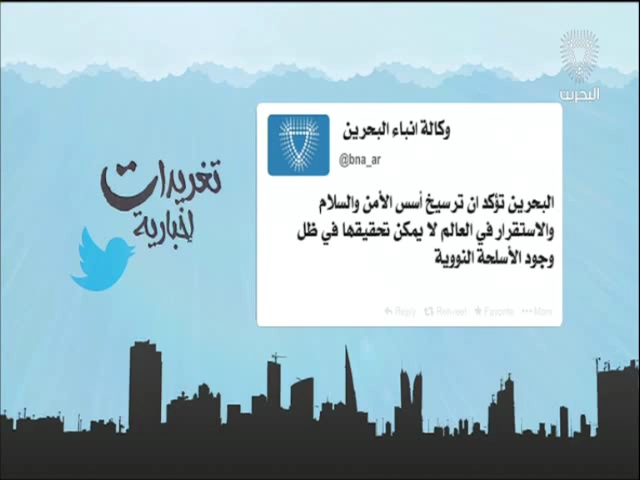 البحرين
تغريدات
إخبارية
وكالة انباء البحرين
@bna_ar
البحرين تؤكد ان ترسيخ أسس الأمن والسلام
والاستقرار في العالم لا يمكن تحقيقها في ظل
وجود الأسلحة النووية
Reply Retweet Favorite More